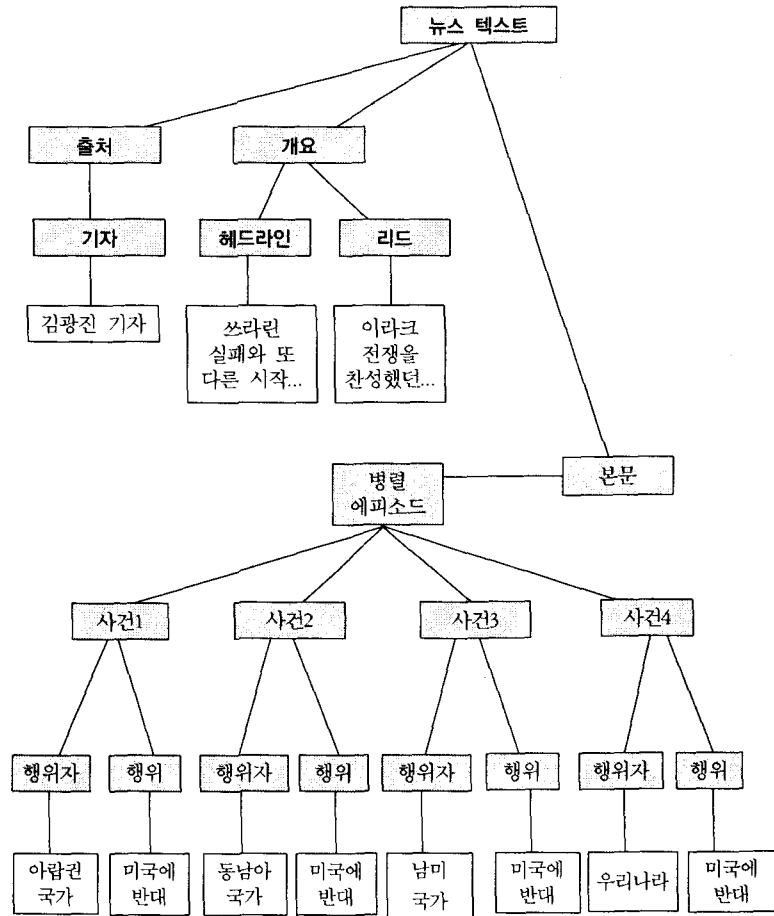 뉴스 텍스트
출처
개요
기자
헤드라인
리드
김광진 기자
쓰라린
실패와 또
다른 시작...
이라크
전쟁을
찬성했던...
본문
병렬
에피소드
사건1
사건2
사건3
사건4
행위자
행위
행위자
행위
행위자
행위
행위자
행위
아랍권
국가
미국에
반대
동남아
국가
미국에
반대
남미
국가
미국에
반대
우리나라
미국에
반대